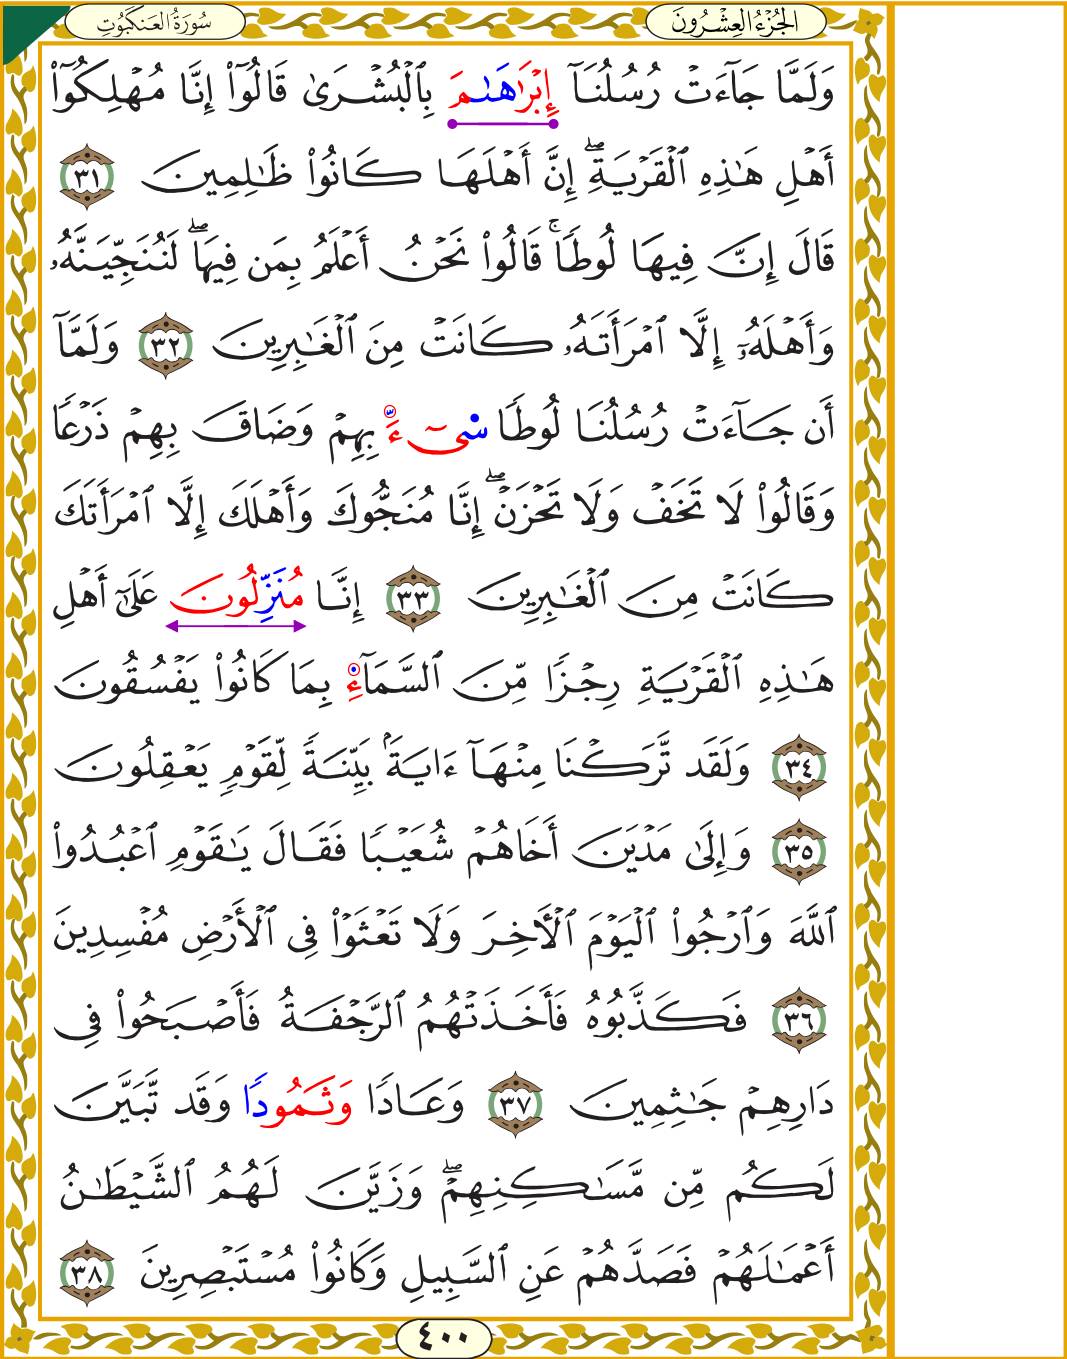 سُورَةُ العَنكَبُوتِ
الجُزْءُ العِشْرُونَ
وَلَمَّا جَآءَتْ رُسُلُنَآ إِبْرَاهَـٰمَ بِٱلْبُشْرَىٰ قَالُوٓا۟ إِنَّا مُهْلِكُوٓا۟
أَهْلِ هَـٰذِهِ ٱلْقَرْيَةِۖ إِنَّ أَهْلَهَا كَانُوا۟ ظَـٰلِمِينَ ٣١
قَالَ إِنَّ فِيهَا لُوطًاۚ قَالُوا۟ نَحْنُ أَعْلَمُ بِمَن فِيهَاۖ لَنُنَجِّيَنَّهُۥ
وَأَهْلَهُۥٓ إِلَّا ٱمْرَأَتَهُۥ كَانَتْ مِنَ ٱلْغَـٰبِرِينَ ٣٢ وَلَمَّآ
أَن جَآءَتْ رُسُلُنَا لُوطًا سْىٓءَ بِهِمْ وَضَاقَ بِهِمْ ذَرْعًا
وَقَالُوا۟ لَا تَخَفْ وَلَا تَحْزَنْۖ إِنَّا مُنَجُّوكَ وَأَهْلَكَ إِلَّا ٱمْرَأَتَكَ
كَانَتْ مِنَ ٱلْغَـٰبِرِينَ ٣٣ إِنَّا مُنَزِّلُونَ عَلَىٰٓ أَهْلِ
هَـٰذِهِ ٱلْقَرْيَةِ رِجْزًا مِّنَ ٱلسَّمَآءِ بِمَا كَانُوا۟ يَفْسُقُونَ
٣٤ وَلَقَد تَّرَكْنَا مِنْهَآ ءَايَةًۢ بَيِّنَةً لِّقَوْمٍ يَعْقِلُونَ
٣٥ وَإِلَىٰ مَدْيَنَ أَخَاهُمْ شُعَيْبًا فَقَالَ يَـٰقَوْمِ ٱعْبُدُوا۟
ٱللَّهَ وَٱرْجُوا۟ ٱلْيَوْمَ ٱلْأَخِرَ وَلَا تَعْثَوْا۟ فِى ٱلْأَرْضِ مُفْسِدِينَ
٣٦ فَكَذَّبُوهُ فَأَخَذَتْهُمُ ٱلرَّجْفَةُ فَأَصْبَحُوا۟ فِى
دَارِهِمْ جَـٰثِمِينَ ٣٧ وَعَادًا وَثَمُودًا وَقَد تَّبَيَّنَ
لَكُم مِّن مَّسَـٰكِنِهِمْۖ وَزَيَّنَ لَهُمُ ٱلشَّيْطَـٰنُ
أَعْمَـٰلَهُمْ فَصَدَّهُمْ عَنِ ٱلسَّبِيلِ وَكَانُوا۟ مُسْتَبْصِرِينَ ٣٨
٤٠٠